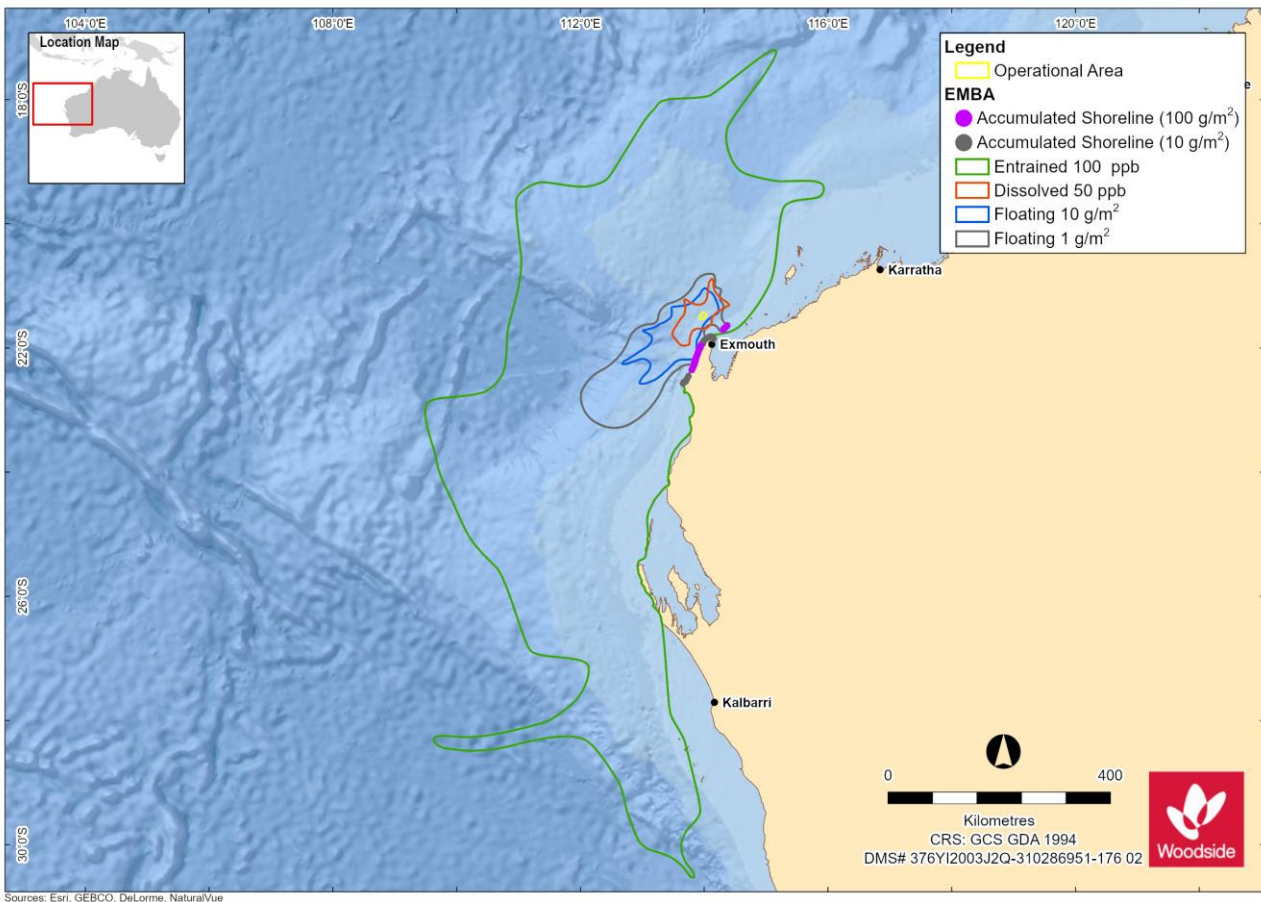 104°0'E
108°0'E
112°0'E
116°0'E
120°0'E
Location Map
18°0'S
22°0'S
26°0'S
30°0'S
Legend
Operational Area
EMBA
Accumulated Shoreline (100 g/m²)
Accumulated Shoreline (10 g/m²)
Entrained 100 ppb
Dissolved 50 ppb
Floating 10 g/m²
Floating 1 g/m²
e
Karratha
Exmouth
Kalbarri
0 400
Kilometres
CRS: GCS GDA 1994
DMS# 376YI2003J2Q-310286951-176 02
Woodside
Sources: Esri, GEBCO, DeLorme, NaturalVue